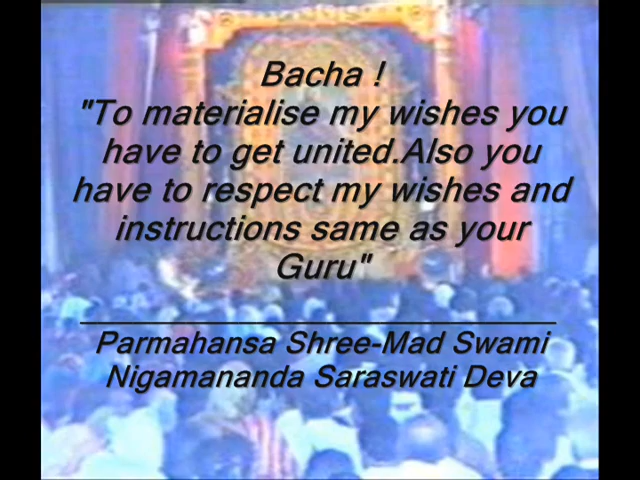 Bacha !
"To materialise my wishes you
have to get united.Also you
have to respect my wishes and
instructions same as your
Guru"
Parmahansa Shree-Mad Swami
Nigamananda Saraswati Deva